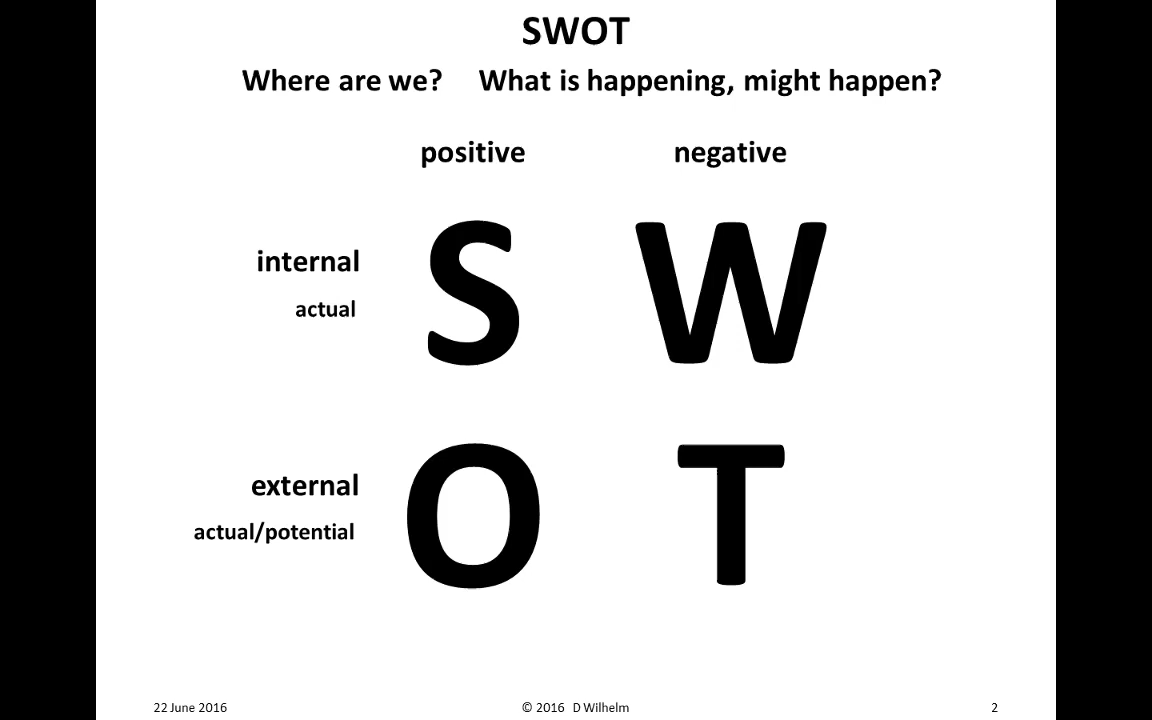 SWOT
Where are we? What is happening, might happen?
positive negative
internal S W
actual
external O T
actual/potential
22 June 2016 © 2016 D Wilhelm 2